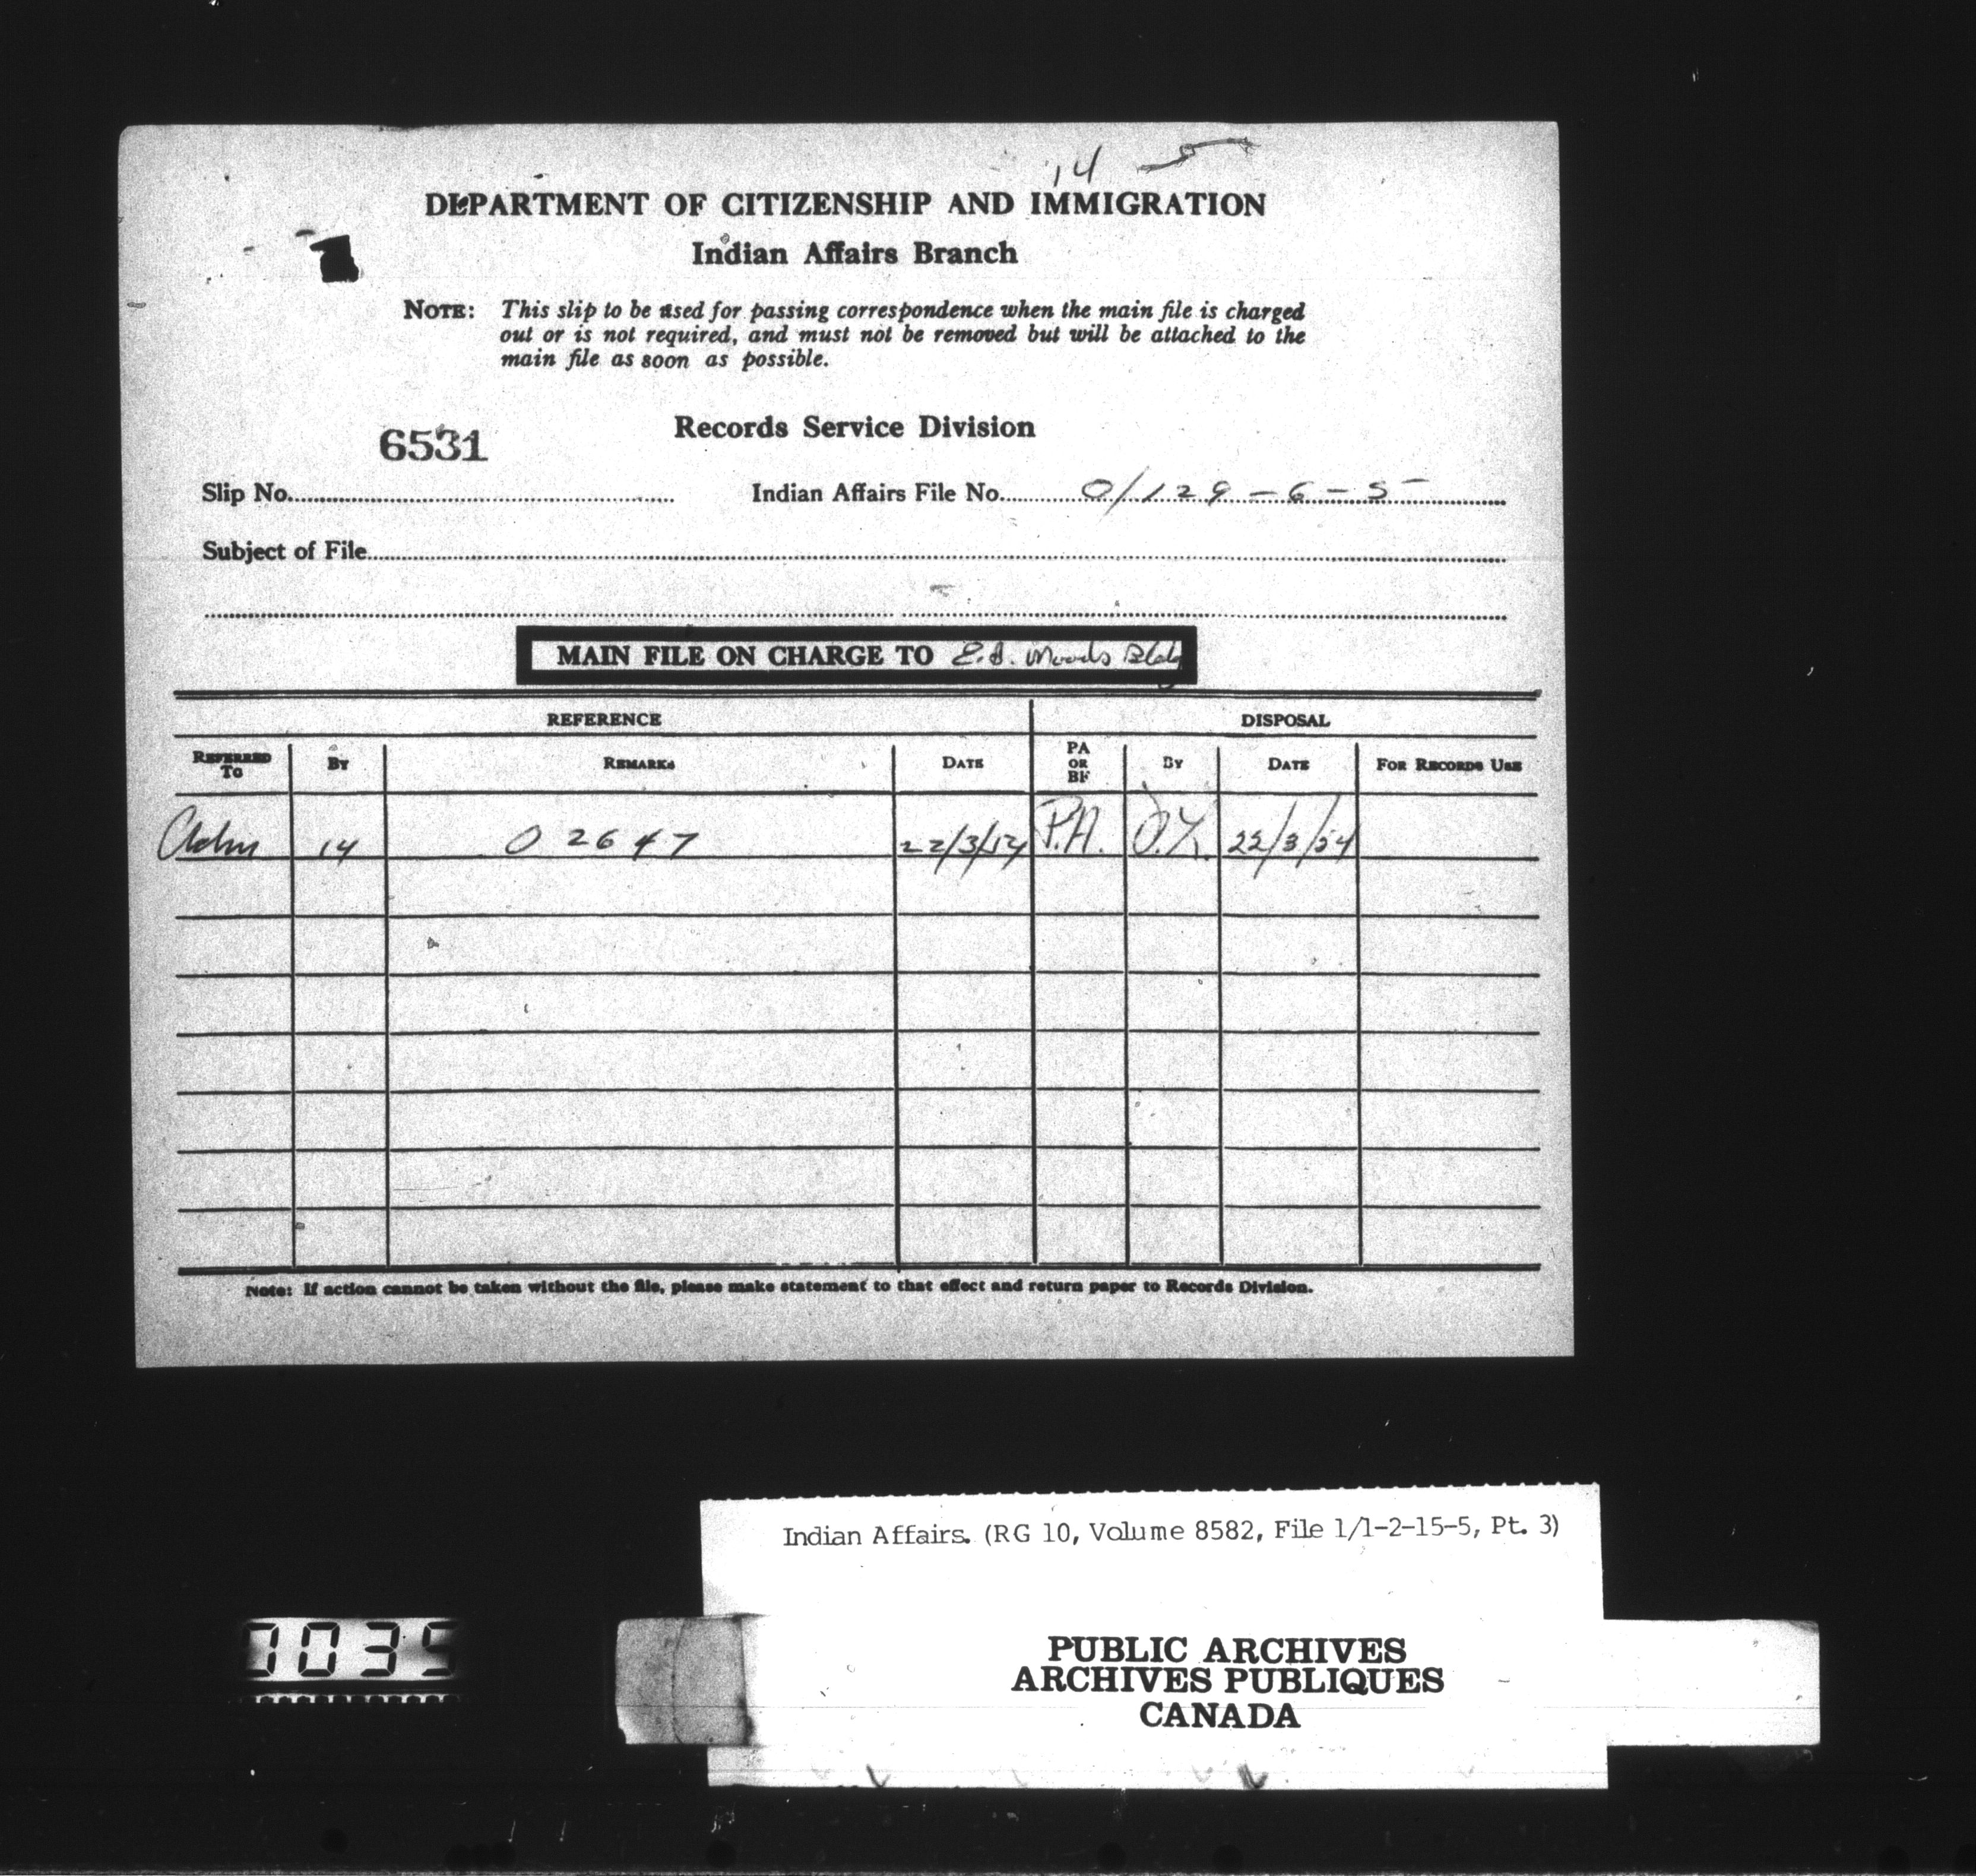 14
DEPARTMENT OF CITIZENSHIP AND IMMIGRATION
Indian Affairs Branch
NOTE: This slip to be used for passing correspondence when the main file is charged
out or is not required, and must not be removed but will be attached to the
main file as soon as possible.
Records Service Division
6531
Slip No. Indian Affairs File No. 0/129-6-5
Subject of File
MAIN FILE ON CHARGE TO Bldg
REFERENCE DISPOSAL
REFERRED TO BY REMARKS DATE PA OR BF BY DATE FOR RECORDS USE
Adm 14 02647 22/3/54 P.A. 22/3/54
Note: If action cannot be taken without the file, please make statement to that effect and return paper to Records Division.
Indian Affairs. (RG 10, Volume 8582, File 1/1-2-15-5, Pt. 3)
0035
PUBLIC ARCHIVES
ARCHIVES PUBLIQUES
CANADA